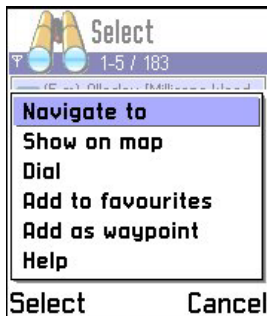 Select
1-5 / 183
Navigate to
Show on map
Dial
Add to favourites
Add as waypoint
Help
Select Cancel